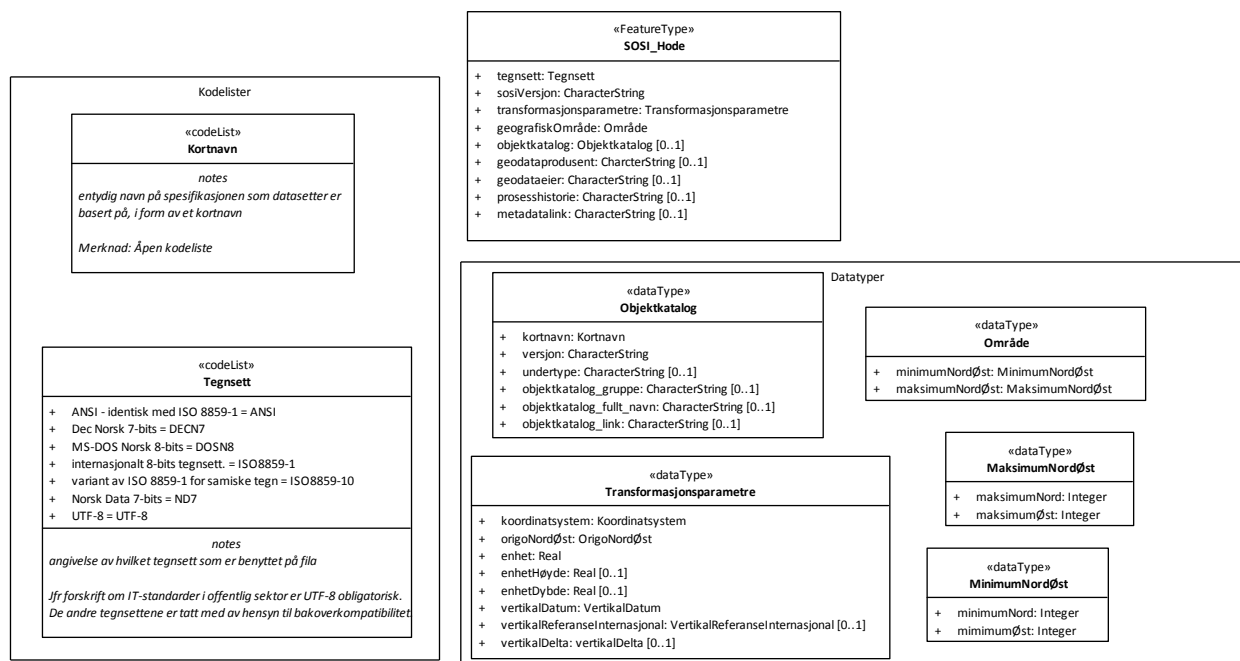 «FeatureType»
SOSI_Hode
+ tegnsett: Tegnsett
+ sosiVersjon: CharacterString
+ transformasjonsparametre: Transformasjonsparametre
+ geografiskOmråde: Område
+ objektkatalog: Objektkatalog [0..1]
+ geodataprodusent: CharcterString [0..1]
+ geodataeier: CharacterString [0..1]
+ prosesshistorie: CharacterString [0..1]
+ metadatalink: CharacterString [0..1]
Kodelister
«codeList»
Kortnavn
notes
entydig navn på spesifikasjonen som datasetter er
basert på, i form av et kortnavn
Merknad: Åpen kodeliste
«codeList»
Tegnsett
+ ANSI - identisk med ISO 8859-1 = ANSI
+ Dec Norsk 7-bits = DECN7
+ MS-DOS Norsk 8-bits = DOSN8
+ internasjonalt 8-bits tegnsett. = ISO8859-1
+ variant av ISO 8859-1 for samiske tegn = ISO8859-10
+ Norsk Data 7-bits = ND7
+ UTF-8 = UTF-8
notes
angivelse av hvilket tegnsett som er benyttet på fila
Jfr forskrift om IT-standarder i offentlig sektor er UTF-8 obligatorisk.
De andre tegnsettene er tatt med av hensyn til bakoverkompatibilitet.
Datatyper
«dataType»
Objektkatalog
+ kortnavn: Kortnavn
+ versjon: CharacterString
+ undertype: CharacterString [0..1]
+ objektkatalog_gruppe: CharacterString [0..1]
+ objektkatalog_fullt_navn: CharacterString [0..1]
+ objektkatalog_link: CharacterString [0..1]
«dataType»
Område
+ minimumNordØst: MinimumNordØst
+ maksimumNordØst: MaksimumNordØst
«dataType»
Transformasjonsparametre
+ koordinatsystem: Koordinatsystem
+ origoNordØst: OrigoNordØst
+ enhet: Real
+ enhetHøyde: Real [0..1]
+ enhetDybde: Real [0..1]
+ vertikalDatum: VertikalDatum
+ vertikalReferanseInternasjonal: VertikalReferanseInternasjonal [0..1]
+ vertikalDelta: vertikalDelta [0..1]
«dataType»
MaksimumNordØst
+ maksimumNord: Integer
+ maksimumØst: Integer
«dataType»
MinimumNordØst
+ minimumNord: Integer
+ mimimumØst: Integer